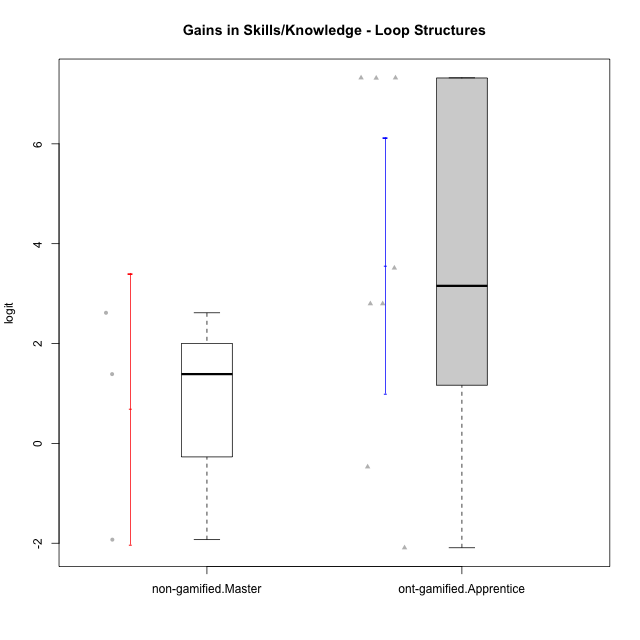 Gains in Skills/Knowledge - Loop Structures
logit
6
4
2
0
-2
non-gamified.Master
ont-gamified.Apprentice